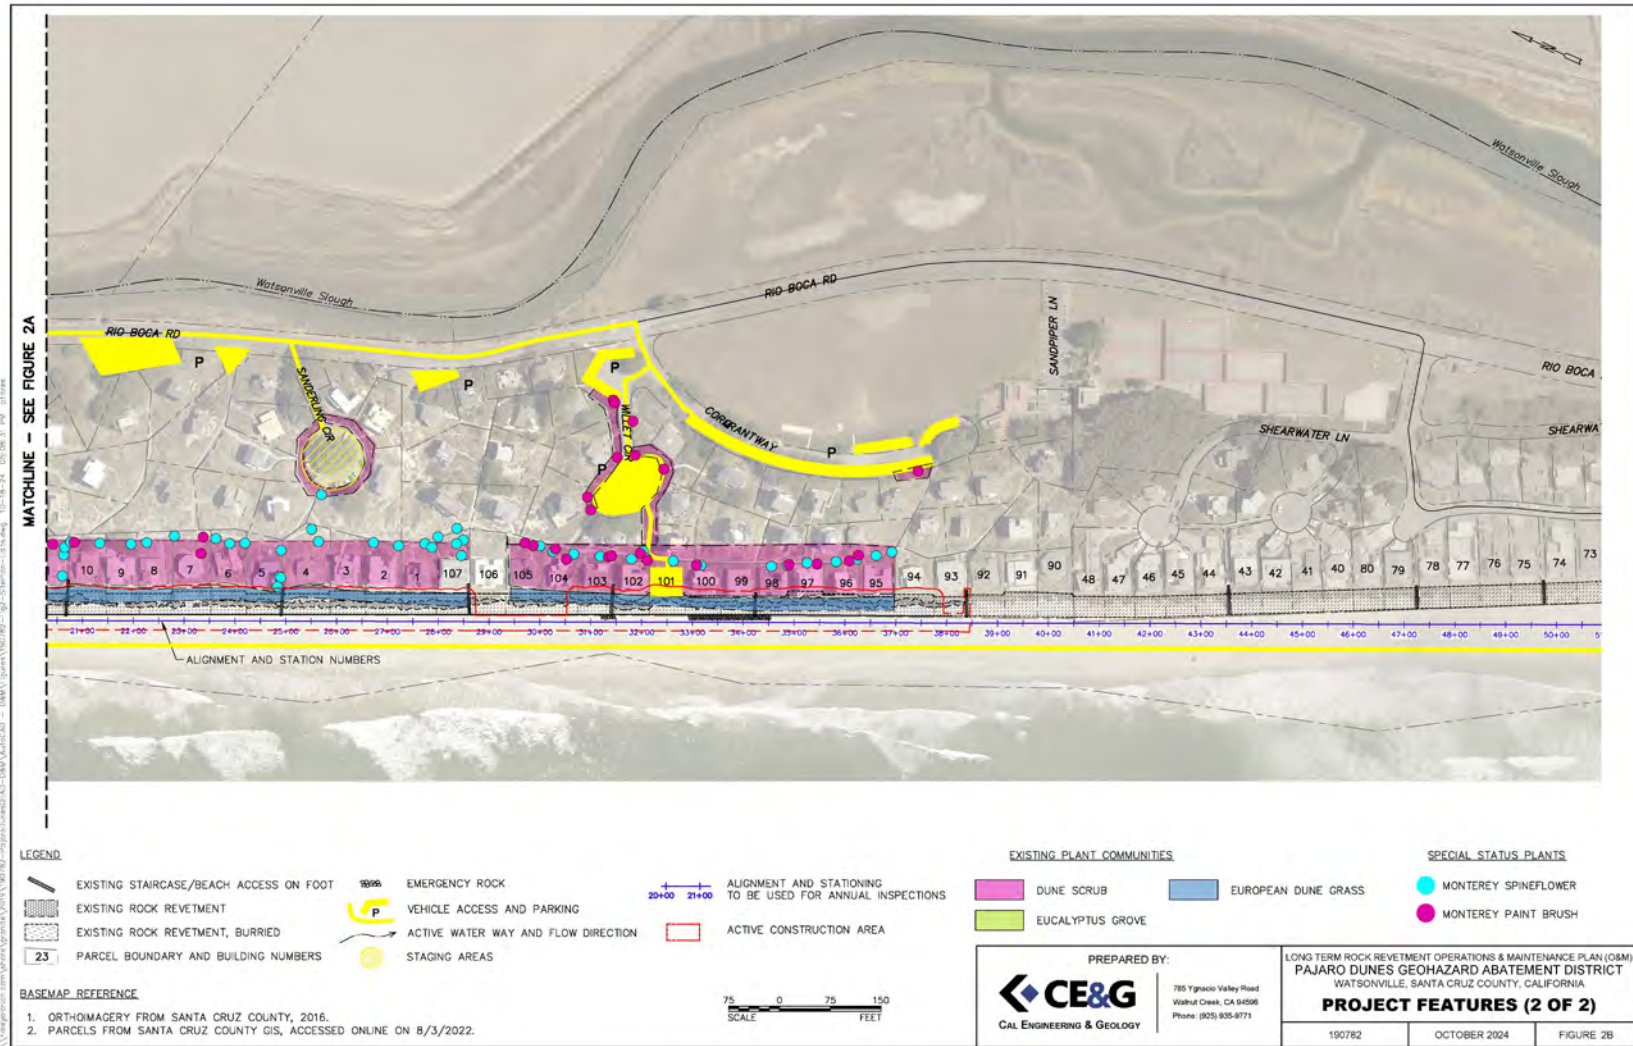 MATCHLINE - SEE FIGURE 2A
Watsonville Slough
Watsonville Slough
RIO BOCA RD
RIO BOCA RD
RIO BOCA
SANDPIPER LN
SANDERLING CIR
WILLET CIR
SHEARWATER LN
SHEARWA
P
P
P
P
P
10 9 8 7 6 5 4 3 2 1 107 106 105 104 103 102 101 100 99 98 97 96 95 94 93 92 91 90 48 47 46 45 44 43 42 41 40 80 79 78 77 76 75 74 73
21+00 22+00 23+00 24+00 25+00 26+00 27+00 28+00 29+00 30+00 31+00 32+00 33+00 34+00 35+00 36+00 37+00 38+00 39+00 40+00 41+00 42+00 43+00 44+00 45+00 46+00 47+00 48+00 49+00 50+00
ALIGNMENT AND STATION NUMBERS
LEGEND
EXISTING STAIRCASE/BEACH ACCESS ON FOOT
EXISTING ROCK REVETMENT
EXISTING ROCK REVETMENT, BURRIED
23 PARCEL BOUNDARY AND BUILDING NUMBERS
EMERGENCY ROCK
P VEHICLE ACCESS AND PARKING
ACTIVE WATER WAY AND FLOW DIRECTION
STAGING AREAS
20+00 21+00
ALIGNMENT AND STATIONING
TO BE USED FOR ANNUAL INSPECTIONS
ACTIVE CONSTRUCTION AREA
EXISTING PLANT COMMUNITIES
DUNE SCRUB
EUROPEAN DUNE GRASS
EUCALYPTUS GROVE
SPECIAL STATUS PLANTS
MONTEREY SPINEFLOWER
MONTEREY PAINT BRUSH
BASEMAP REFERENCE
1. ORTHOIMAGERY FROM SANTA CRUZ COUNTY, 2016.
2. PARCELS FROM SANTA CRUZ COUNTY GIS, ACCESSED ONLINE ON 8/3/2022.
75 0 75 150
SCALE FEET
PREPARED BY:
CE&G
CAL ENGINEERING & GEOLOGY
785 Ygnacio Valley Road
Walnut Creek, CA 94596
Phone: (925) 935-9771
LONG TERM ROCK REVETMENT OPERATIONS & MAINTENANCE PLAN (O&M)
PAJARO DUNES GEOHAZARD ABATEMENT DISTRICT
WATSONVILLE, SANTA CRUZ COUNTY, CALIFORNIA
PROJECT FEATURES (2 OF 2)
190782
OCTOBER 2024
FIGURE 2B